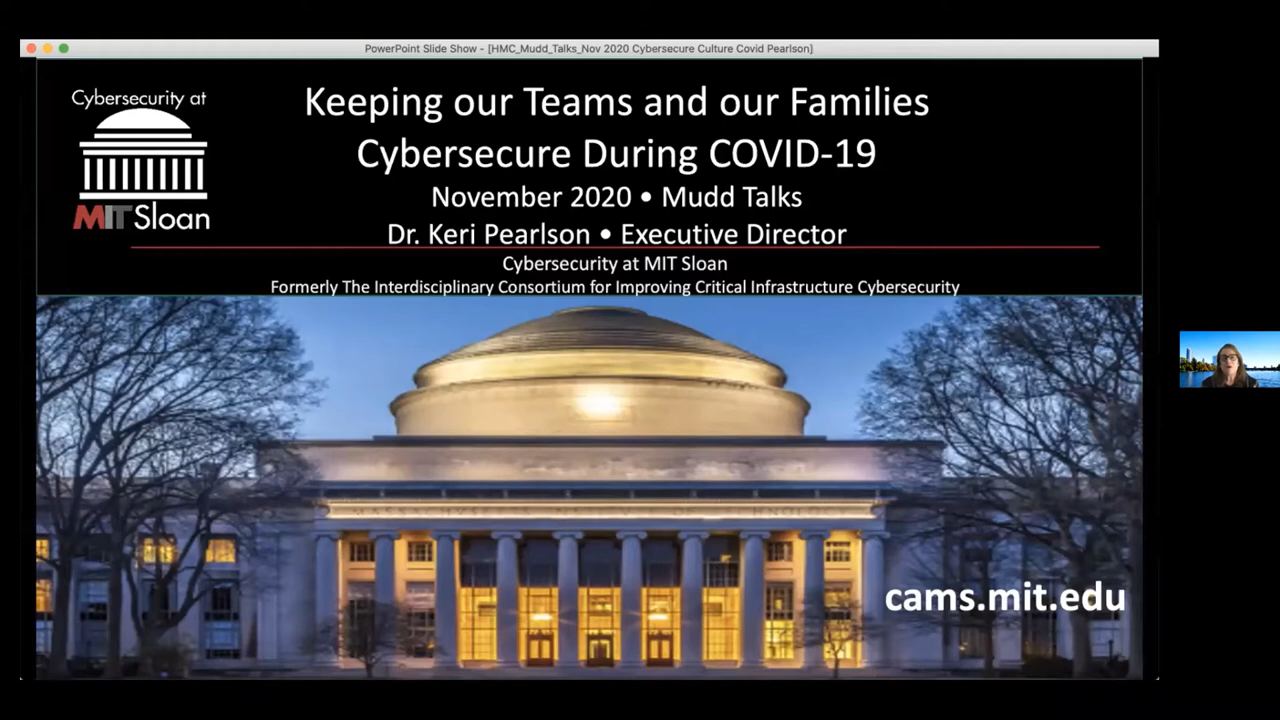 PowerPoint Slide Show - [HMC_Mudd_Talks_Nov 2020 Cybersecure Culture Covid Pearlson]
Cybersecurity at
MIT Sloan
Keeping our Teams and our Families
Cybersecure During COVID-19
November 2020 • Mudd Talks
Dr. Keri Pearlson • Executive Director
Cybersecurity at MIT Sloan
Formerly The Interdisciplinary Consortium for Improving Critical Infrastructure Cybersecurity
cams.mit.edu